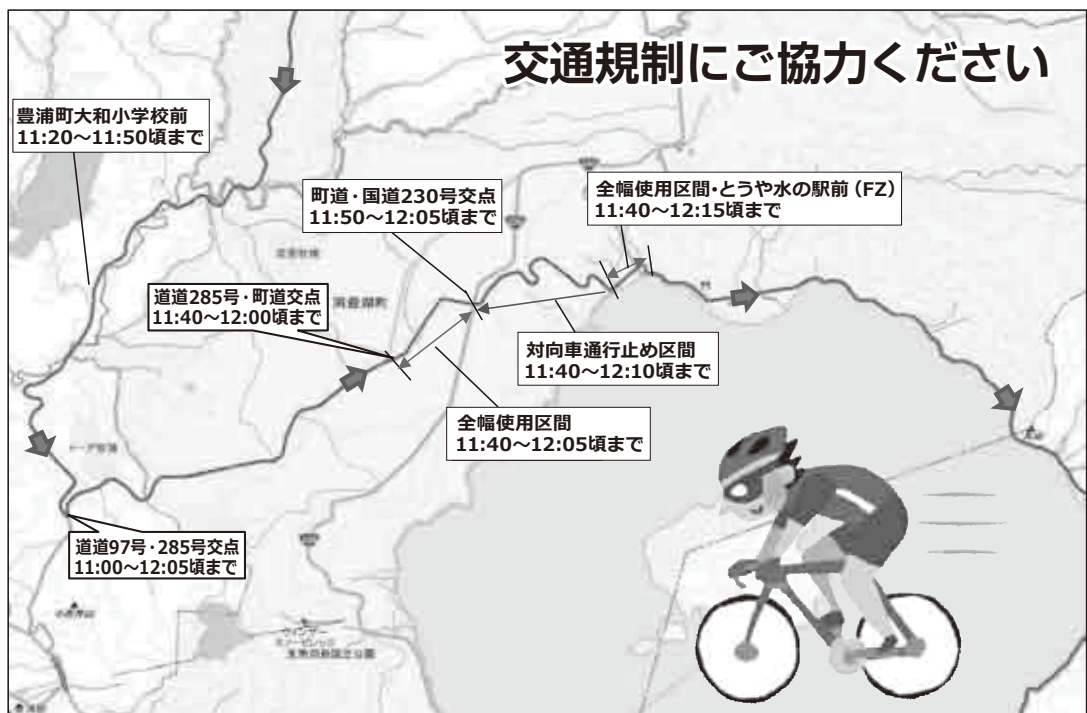 交通規制にご協力ください
豊浦町大和小学校前
11:20～11:50頃まで
町道・国道230号交点
11:50～12:05頃まで
全幅使用区間・とうや水の駅前（FZ）
11:40～12:15頃まで
道道285号・町道交点
11:40～12:00頃まで
洞爺湖町
対向車通行止め区間
11:40～12:10頃まで
全幅使用区間
11:40～12:05頃まで
道道97号・285号交点
11:00～12:05頃まで